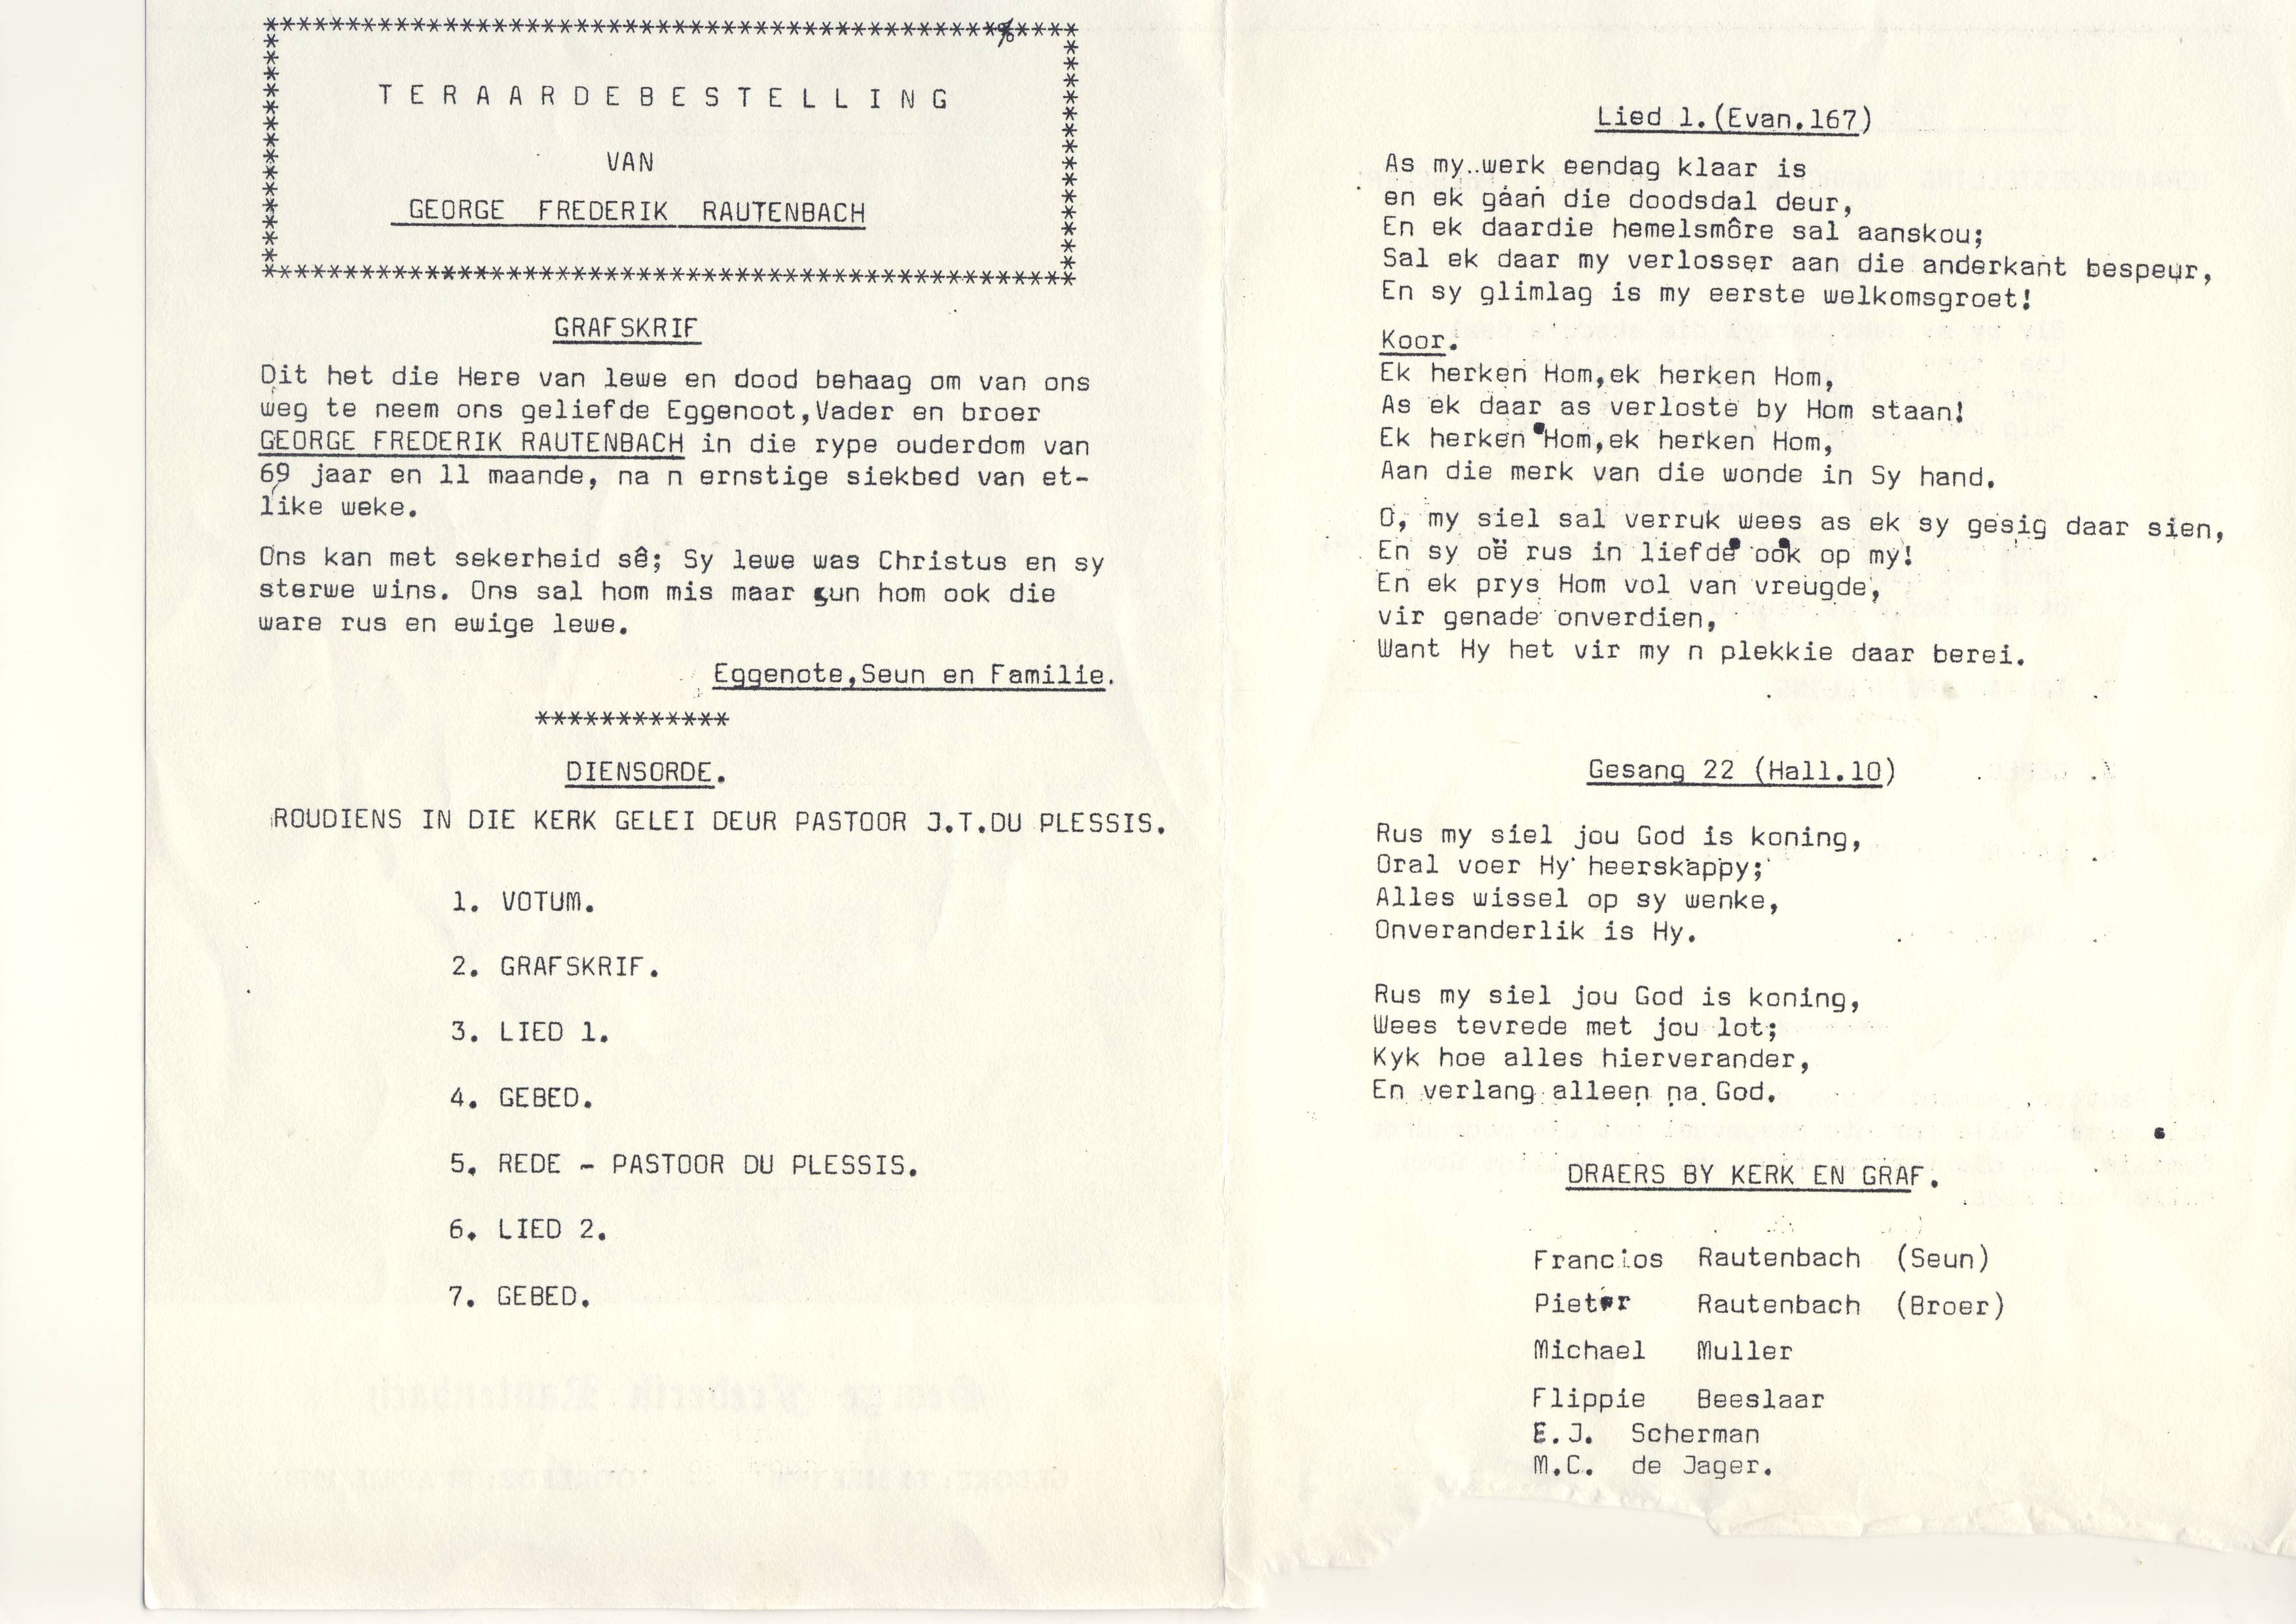 ****************************************************
TERAARDEBESTELLING
VAN
GEORGE FREDERIK RAUTENBACH
****************************************************
GRAFSKRIF
Dit het die Here van lewe en dood behaag om van ons
weg te neem ons geliefde Eggenoot,Vader en broer
GEORGE FREDERIK RAUTENBACH in die rype ouderdom van
69 jaar en 11 maande, na n ernstige siekbed van et-
like weke.
Ons kan met sekerheid sê; Sy lewe was Christus en sy
sterwe wins. Ons sal hom mis maar gun hom ook die
ware rus en ewige lewe.
Eggenote,Seun en Familie.
************
DIENSORDE.
ROUDIENS IN DIE KERK GELEI DEUR PASTOOR J.T.DU PLESSIS.
1. VOTUM.
2. GRAFSKRIF.
3. LIED 1.
4. GEBED.
5. REDE - PASTOOR DU PLESSIS.
6. LIED 2.
7. GEBED.
Lied 1.(Evan.167)
As my werk eendag klaar is
en ek gaan die doodsdal deur,
En ek daardie hemelsmôre sal aanskou;
Sal ek daar my verlosser aan die anderkant bespeur,
En sy glimlag is my eerste welkomsgroet!
Koor.
Ek herken Hom,ek herken Hom,
As ek daar as verloste by Hom staan!
Ek herken Hom,ek herken Hom,
Aan die merk van die wonde in Sy hand.
O, my siel sal verruk wees as ek sy gesig daar sien,
En sy oë rus in liefde ook op my!
En ek prys Hom vol van vreugde,
vir genade onverdien,
Want Hy het vir my n plekkie daar berei.
Gesang 22 (Hall.10)
Rus my siel jou God is koning,
Oral voer Hy heerskappy;
Alles wissel op sy wenke,
Onveranderlik is Hy.
Rus my siel jou God is koning,
Wees tevrede met jou lot;
Kyk hoe alles hierverander,
En verlang alleen na God.
DRAERS BY KERK EN GRAF.
Francios Rautenbach (Seun)
Pieter Rautenbach (Broer)
Michael Muller
Flippie Beeslaar
E.J. Scherman
M.C. de Jager.